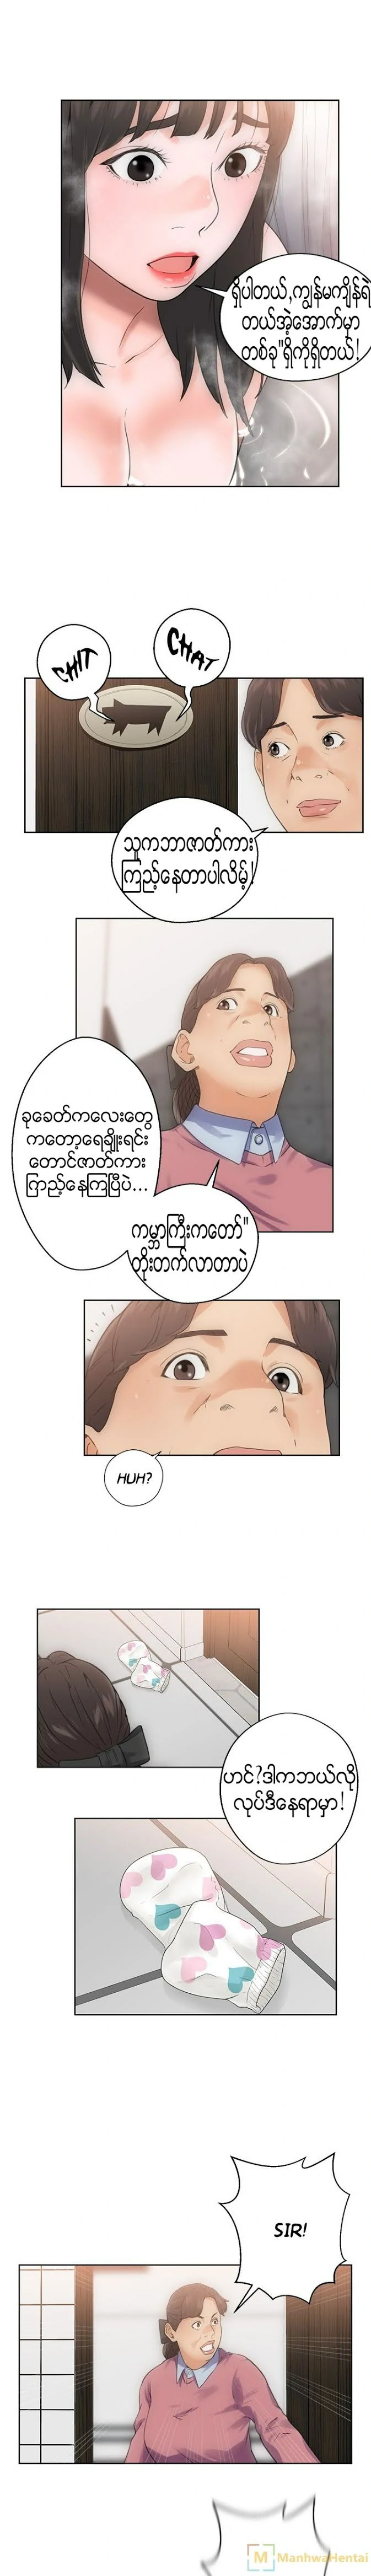 ရှိပါတယ်,ကျွန်မကျိန်ရဲ
တယ်အဲ့အောက်မှာ
တစ်ခု"ရှိကိုရှိတယ်!
CHIT
CHAT
သူကဘာဇာတ်ကား
ကြည့်နေတာပါလိမ့်!
ခုခေတ်ကလေးတွေ
ကတော့ရေချိုးရင်း
တောင်ဇာတ်ကား
ကြည့်နေကြပြီပဲ...
ကမ္ဘာကြီးကတော်"
တိုးတက်လာတာပဲ
HUH?
ဟင်?ဒါကဘယ်လို
လုပ်ဒီနေရာမှာ!
SIR!
M ManhwaHentai